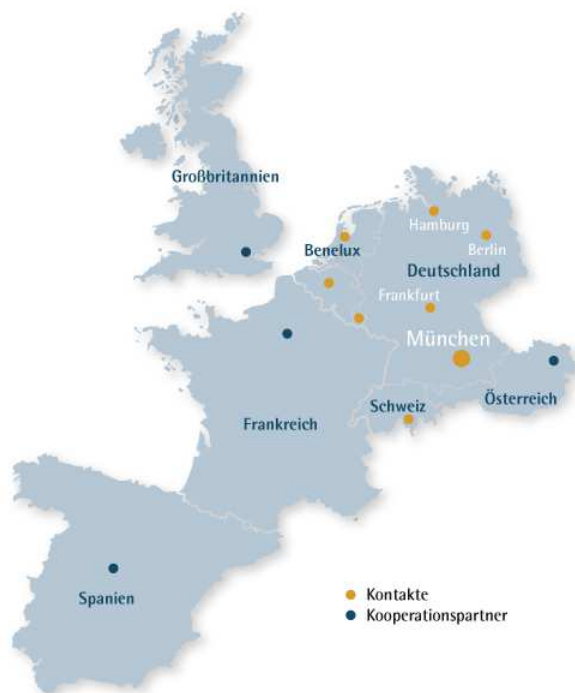 Großbritannien
Hamburg
Benelux
Berlin
Deutschland
Frankfurt
München
Schweiz
Österreich
Frankreich
Spanien
Kontakte
Kooperationspartner